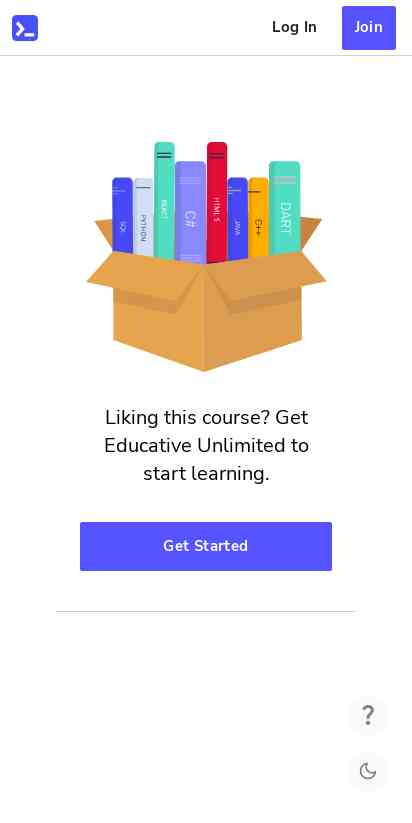 Log In
Join
SQL
PYTHON
REACT
C#
HTML 5
JAVA
C++
DART
Liking this course? Get
Educative Unlimited to
start learning.
Get Started
?